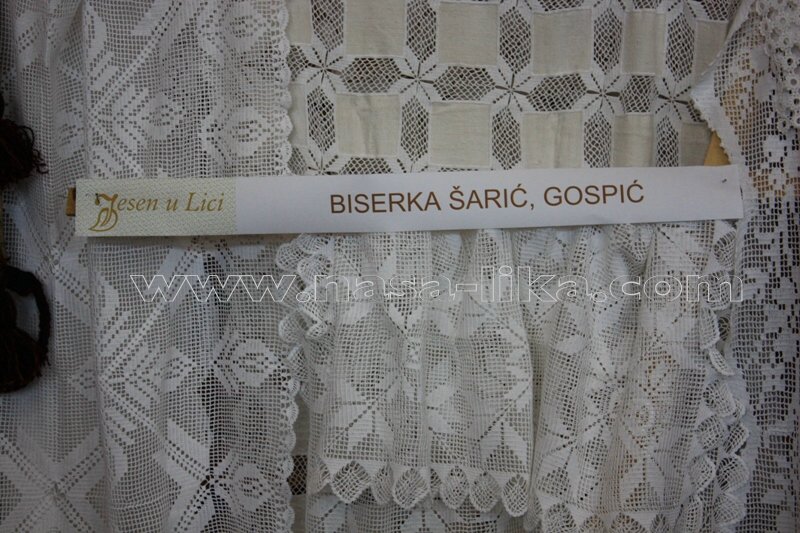 Jesen u Lici
BISERKA ŠARIĆ, GOSPIĆ
www.nasa-lika.com